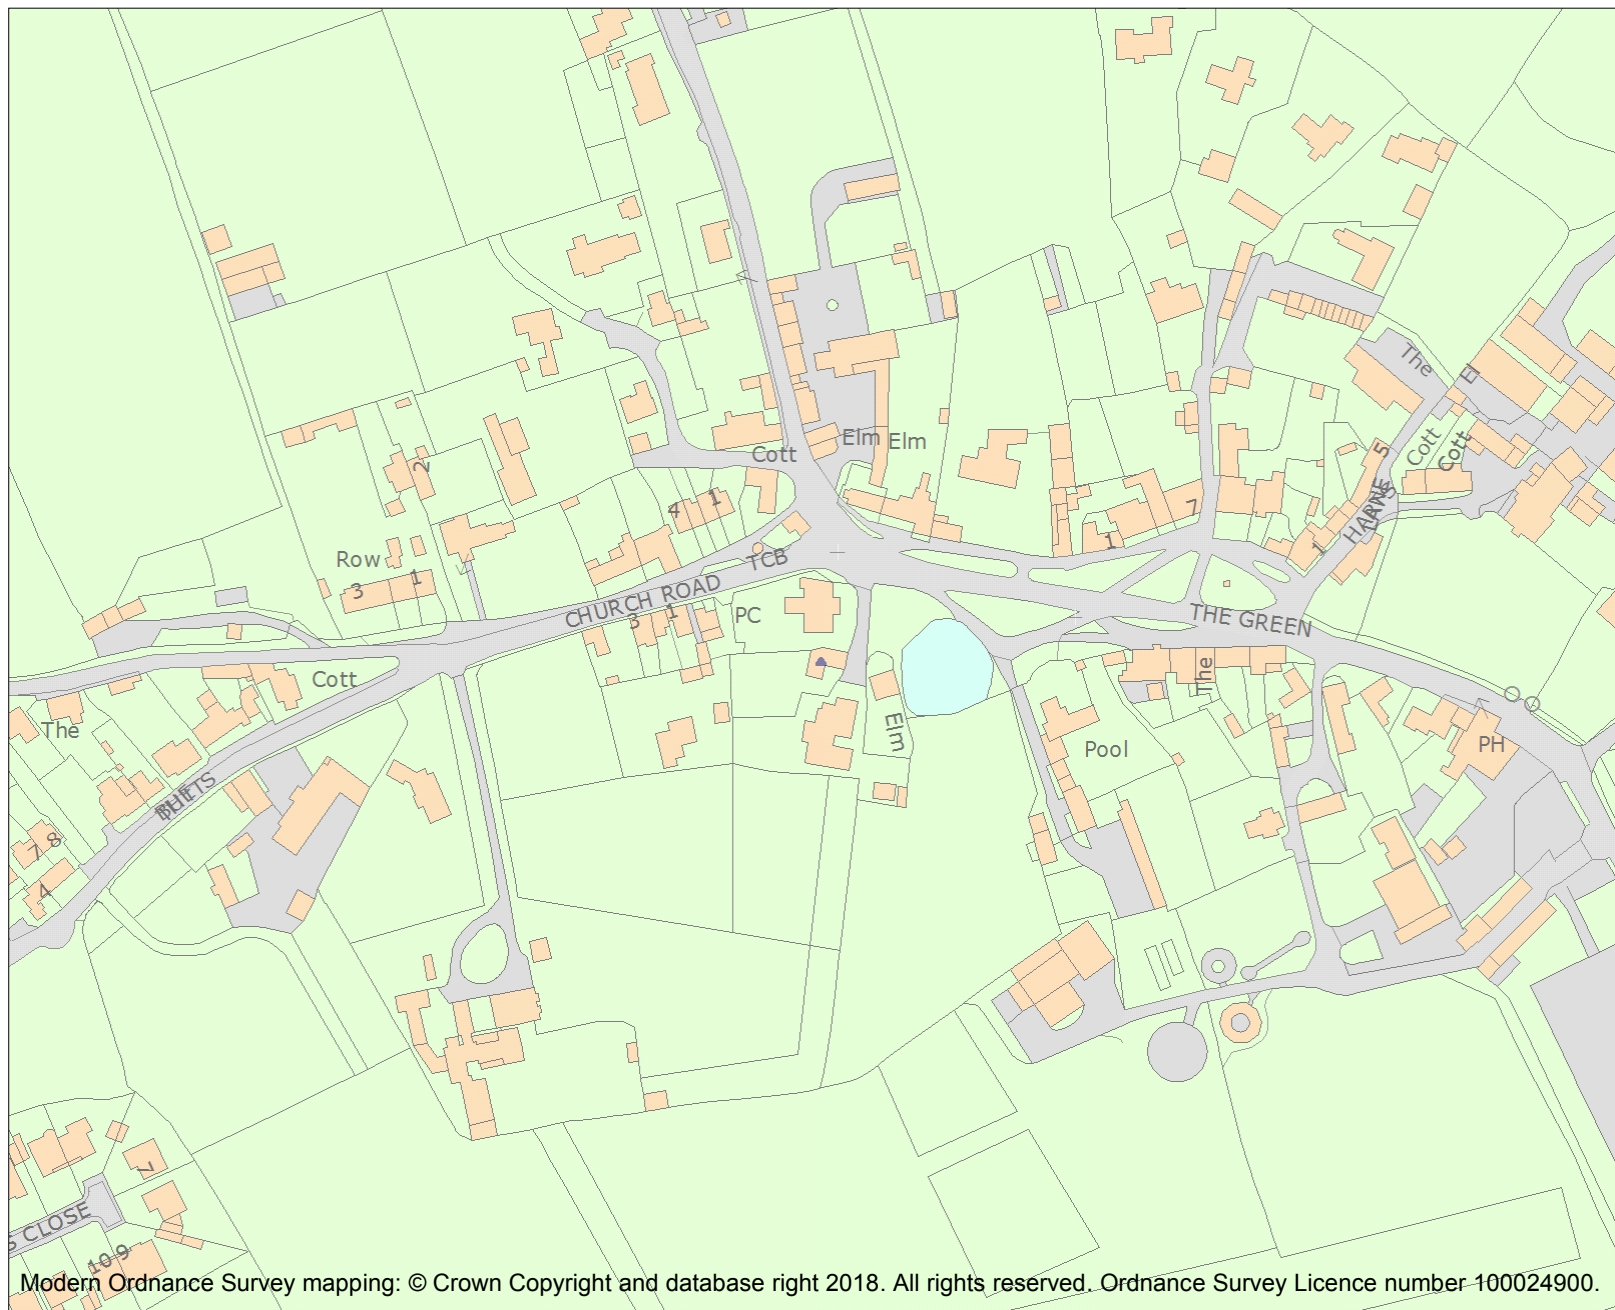 The
El
Elm Elm
Cott
Cott
Cott
5
2
4 1
7
1
HARNE
LANE
5
1
Row
3 1
TCB
CHURCH ROAD
3 1
PC
THE GREEN
The
Cott
The
Elm
Pool
PH
BUTTS
7 8
4
7
S CLOSE
10 9
Modern Ordnance Survey mapping: © Crown Copyright and database right 2018. All rights reserved. Ordnance Survey Licence number 100024900.